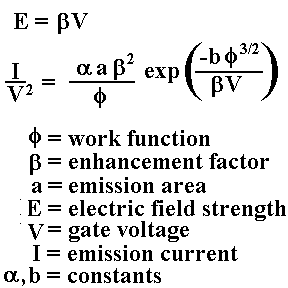 E = βV
I/V² = α a β²/ϕ exp(-b ϕ^3/2/βV)
ϕ = work function
β = enhancement factor
a = emission area
E = electric field strength
V = gate voltage
I = emission current
α,b = constants